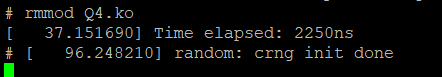 # rmmod Q4.ko
[   37.151690] Time elapsed: 2250ns
# [   96.248210] random: crng init done